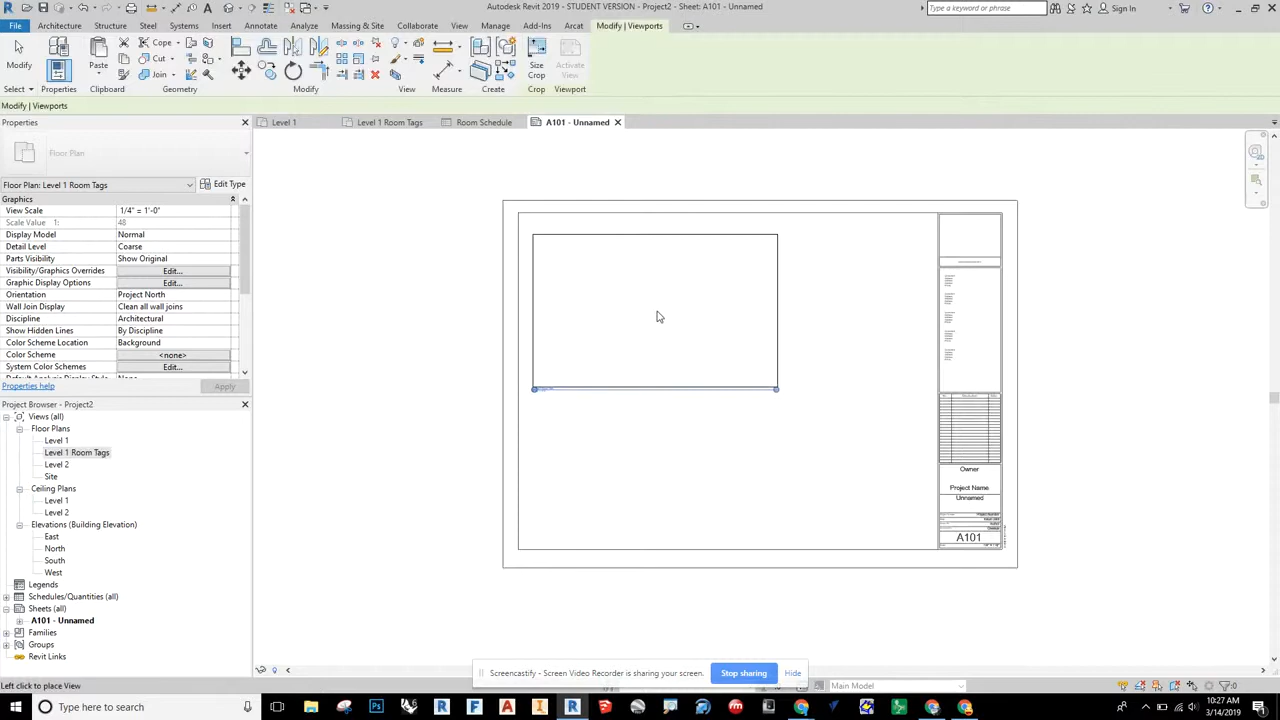 Autodesk Revit 2019 - STUDENT VERSION - Project2 - Sheet: A101 - Unnamed
Type a keyword or phrase
Sign In
File Architecture Structure Steel Systems Insert Annotate Analyze Massing & Site Collaborate View Manage Add-Ins Arcat Modify | Viewports
Modify
Paste
Cope
Cut
Join
Size Crop
Activate View
Select Properties Clipboard Geometry Modify View Measure Create Crop Viewport
Modify | Viewports
Properties
Level 1
Level 1 Room Tags
Room Schedule
A101 - Unnamed
Floor Plan
Floor Plan: Level 1 Room Tags
Edit Type
Graphics
View Scale 1/4" = 1'-0"
Scale Value 1: 48
Display Model Normal
Detail Level Coarse
Parts Visibility Show Original
Visibility/Graphics Overrides Edit...
Graphic Display Options Edit...
Orientation Project North
Wall Join Display Clean all wall joins
Discipline Architectural
Show Hidden Lines By Discipline
Color Scheme Location Background
Color Scheme <none>
System Color Schemes Edit...
Default Analysis Display Style None
Properties help
Apply
Project Browser - Project2
Views (all)
Floor Plans
Level 1
Level 1 Room Tags
Level 2
Site
Ceiling Plans
Level 1
Level 2
Elevations (Building Elevation)
East
North
South
West
Legends
Schedules/Quantities (all)
Sheets (all)
A101 - Unnamed
Families
Groups
Revit Links
Owner
Project Name
Unnamed
A101
Screencastify - Screen Video Recorder is sharing your screen.
Stop sharing
Hide
Left click to place View
:0
Main Model
:0
Type here to search
10:27 AM
3/14/2019